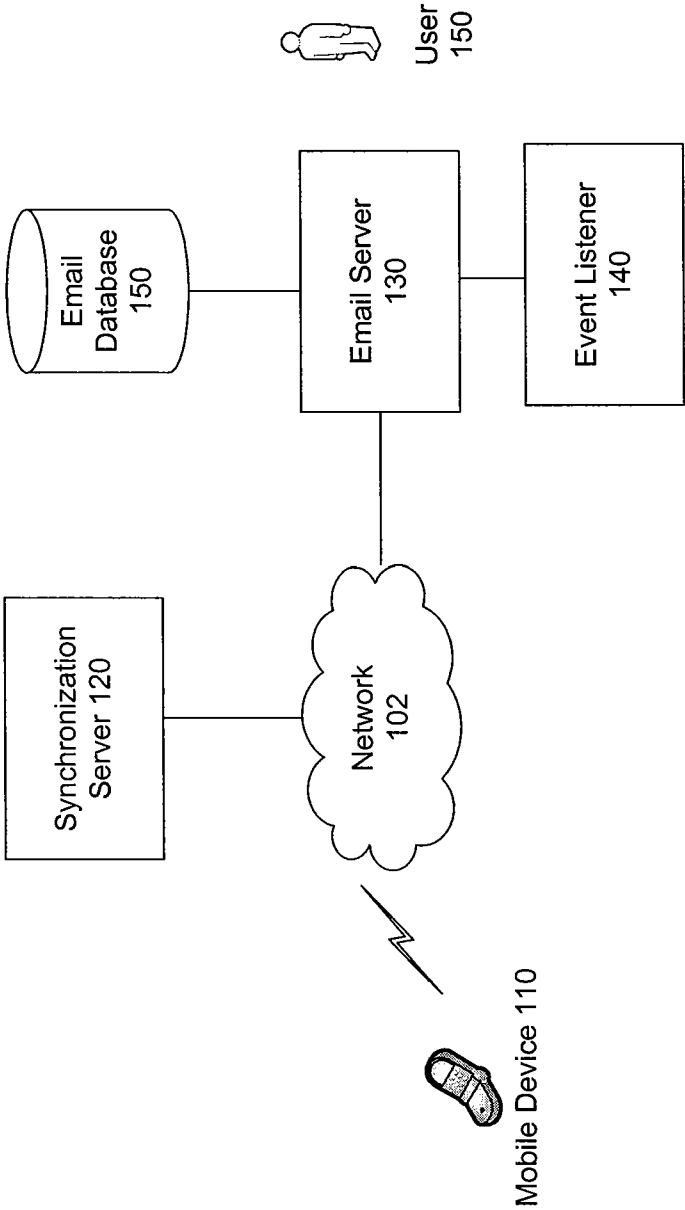 Synchronization
Server 120
Email
Database
150
Mobile Device 110
Network
102
Email Server
130
User
150
Event Listener
140